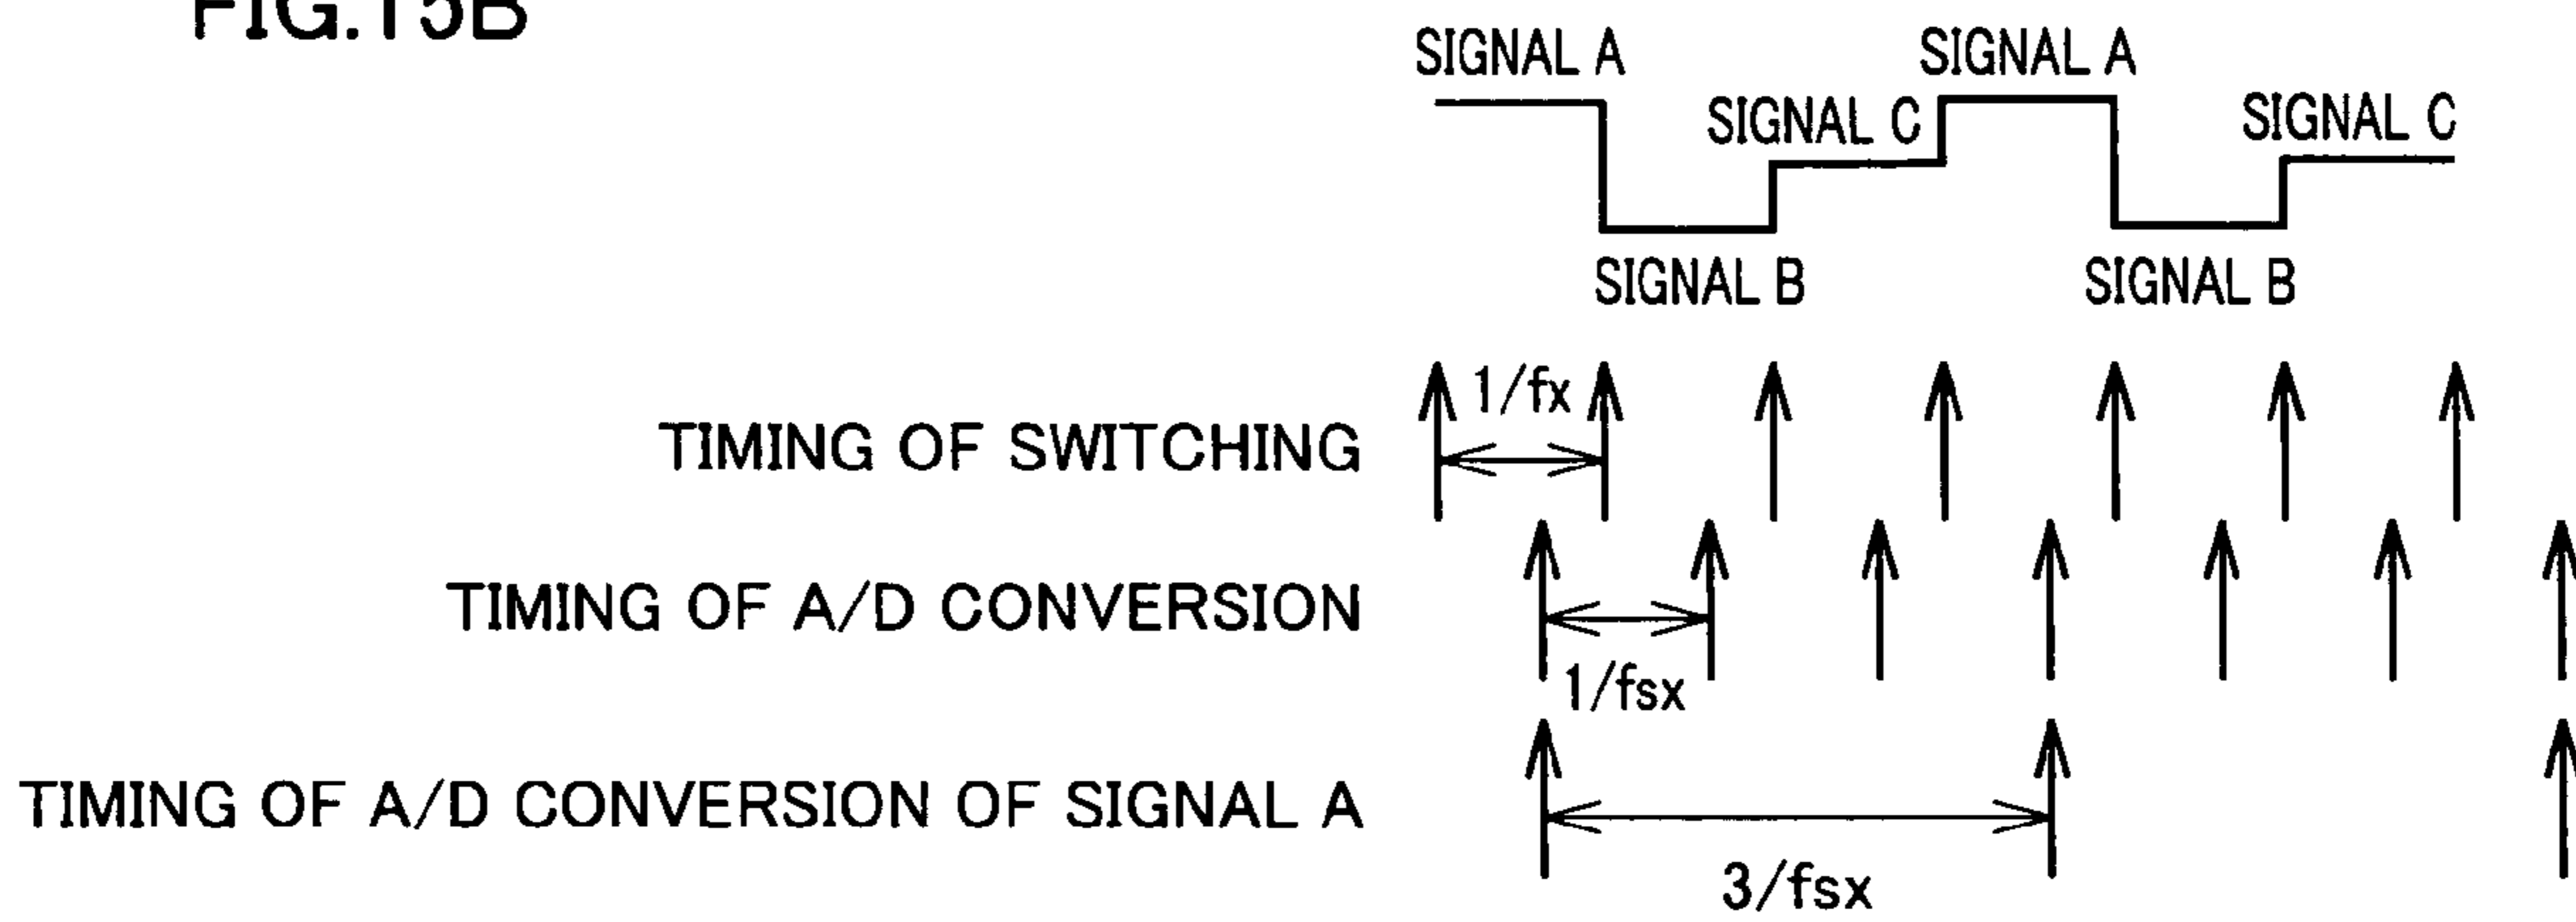 FIG.15B
SIGNAL A
SIGNAL A
SIGNAL C
SIGNAL C
SIGNAL B
SIGNAL B
1/fx
TIMING OF SWITCHING
TIMING OF A/D CONVERSION
1/fsx
TIMING OF A/D CONVERSION OF SIGNAL A
3/fsx